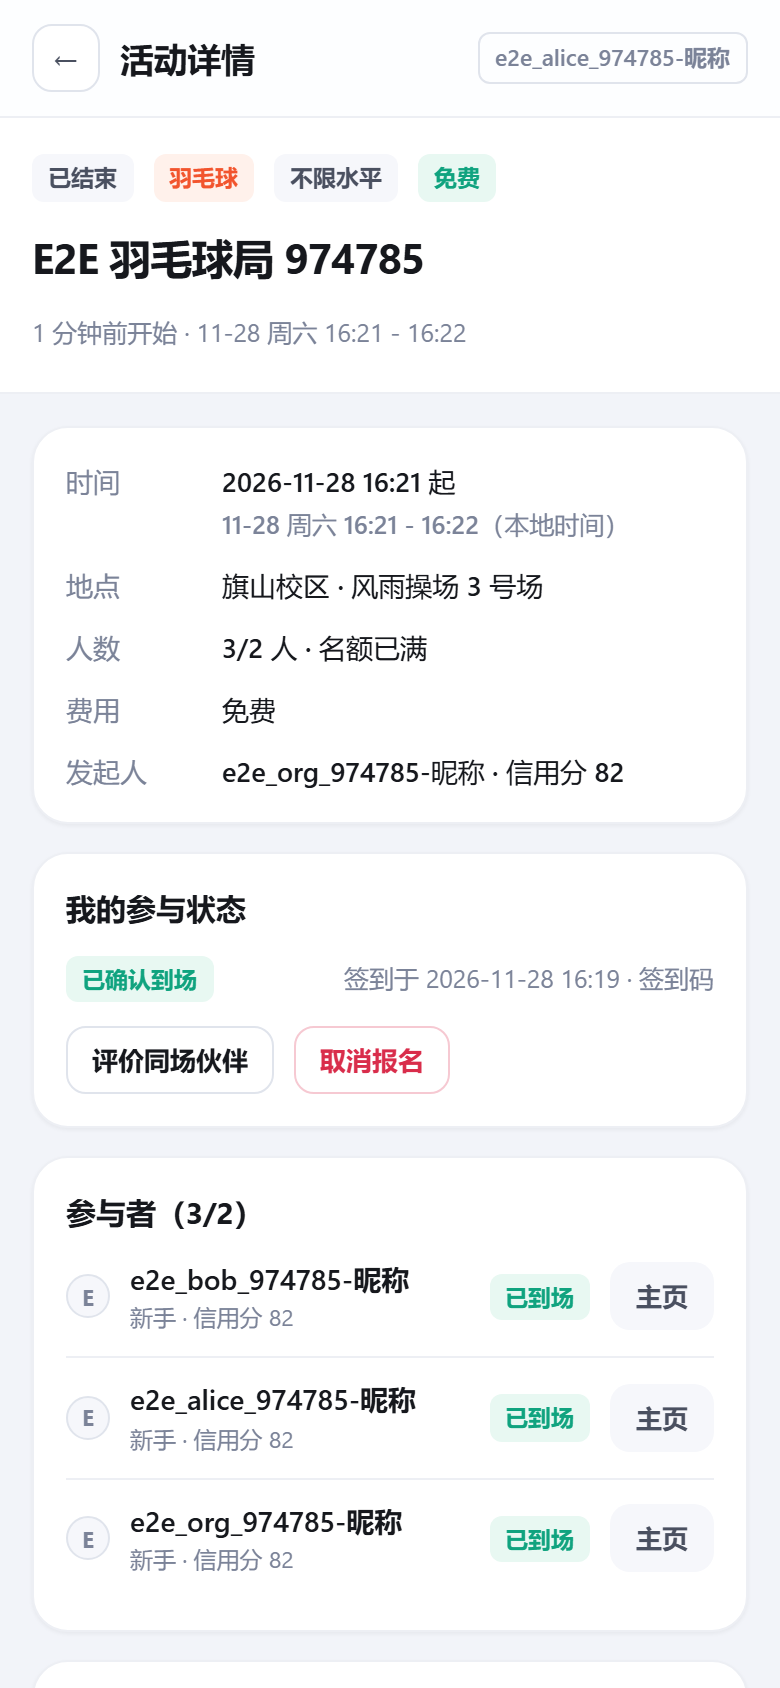 ←
活动详情
e2e_alice_974785-昵称
已结束
羽毛球
不限水平
免费
E2E 羽毛球局 974785
1 分钟前开始 · 11-28 周六 16:21 - 16:22
时间
2026-11-28 16:21 起
11-28 周六 16:21 - 16:22（本地时间）
地点
旗山校区 · 风雨操场 3 号场
人数
3/2 人 · 名额已满
费用
免费
发起人
e2e_org_974785-昵称 · 信用分 82
我的参与状态
已确认到场
签到于 2026-11-28 16:19 · 签到码
评价同场伙伴
取消报名
参与者（3/2）
E
e2e_bob_974785-昵称
新手 · 信用分 82
已到场
主页
E
e2e_alice_974785-昵称
新手 · 信用分 82
已到场
主页
E
e2e_org_974785-昵称
新手 · 信用分 82
已到场
主页